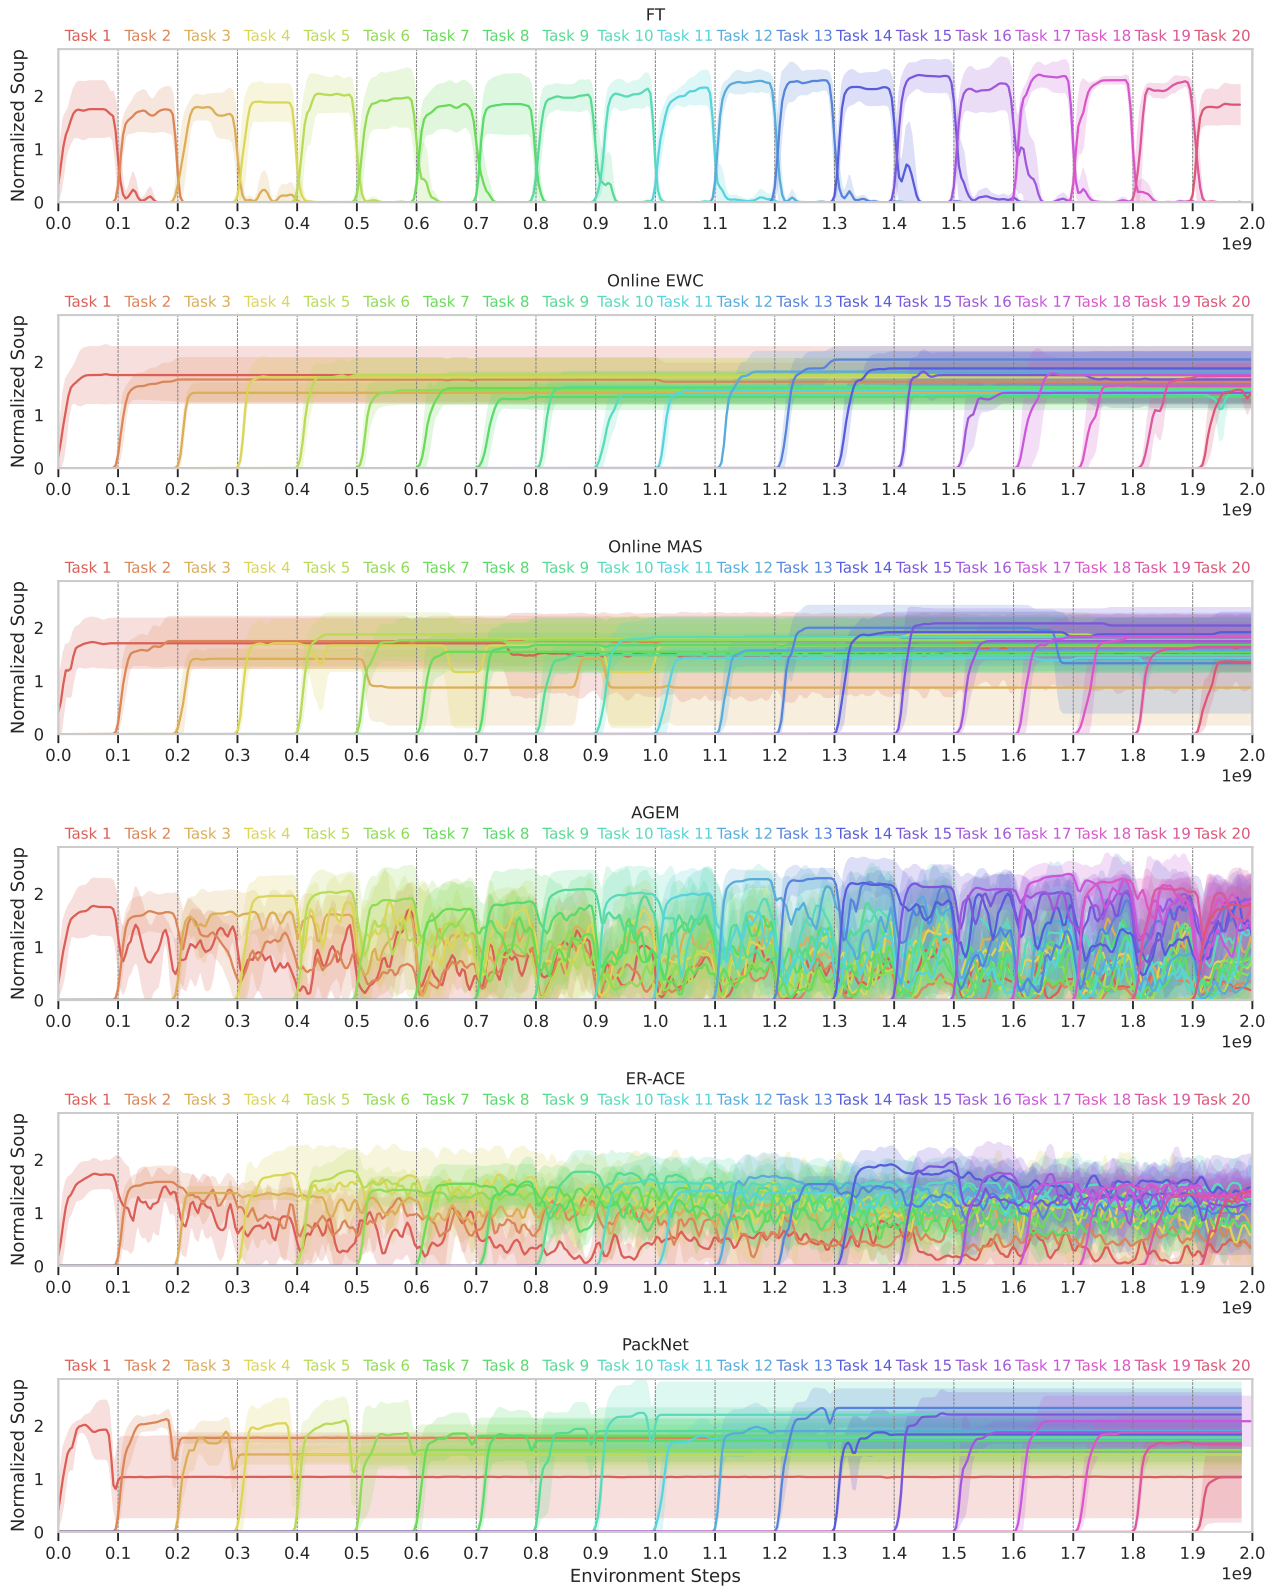 FT
Task 1 Task 2 Task 3 Task 4 Task 5 Task 6 Task 7 Task 8 Task 9 Task 10 Task 11 Task 12 Task 13 Task 14 Task 15 Task 16 Task 17 Task 18 Task 19 Task 20
Normalized Soup
2
1
0
0.0 0.1 0.2 0.3 0.4 0.5 0.6 0.7 0.8 0.9 1.0 1.1 1.2 1.3 1.4 1.5 1.6 1.7 1.8 1.9 2.0
1e9
Online EWC
Task 1 Task 2 Task 3 Task 4 Task 5 Task 6 Task 7 Task 8 Task 9 Task 10 Task 11 Task 12 Task 13 Task 14 Task 15 Task 16 Task 17 Task 18 Task 19 Task 20
Normalized Soup
2
1
0
0.0 0.1 0.2 0.3 0.4 0.5 0.6 0.7 0.8 0.9 1.0 1.1 1.2 1.3 1.4 1.5 1.6 1.7 1.8 1.9 2.0
1e9
Online MAS
Task 1 Task 2 Task 3 Task 4 Task 5 Task 6 Task 7 Task 8 Task 9 Task 10 Task 11 Task 12 Task 13 Task 14 Task 15 Task 16 Task 17 Task 18 Task 19 Task 20
Normalized Soup
2
1
0
0.0 0.1 0.2 0.3 0.4 0.5 0.6 0.7 0.8 0.9 1.0 1.1 1.2 1.3 1.4 1.5 1.6 1.7 1.8 1.9 2.0
1e9
AGEM
Task 1 Task 2 Task 3 Task 4 Task 5 Task 6 Task 7 Task 8 Task 9 Task 10 Task 11 Task 12 Task 13 Task 14 Task 15 Task 16 Task 17 Task 18 Task 19 Task 20
Normalized Soup
2
1
0
0.0 0.1 0.2 0.3 0.4 0.5 0.6 0.7 0.8 0.9 1.0 1.1 1.2 1.3 1.4 1.5 1.6 1.7 1.8 1.9 2.0
1e9
ER-ACE
Task 1 Task 2 Task 3 Task 4 Task 5 Task 6 Task 7 Task 8 Task 9 Task 10 Task 11 Task 12 Task 13 Task 14 Task 15 Task 16 Task 17 Task 18 Task 19 Task 20
Normalized Soup
2
1
0
0.0 0.1 0.2 0.3 0.4 0.5 0.6 0.7 0.8 0.9 1.0 1.1 1.2 1.3 1.4 1.5 1.6 1.7 1.8 1.9 2.0
1e9
PackNet
Task 1 Task 2 Task 3 Task 4 Task 5 Task 6 Task 7 Task 8 Task 9 Task 10 Task 11 Task 12 Task 13 Task 14 Task 15 Task 16 Task 17 Task 18 Task 19 Task 20
Normalized Soup
2
1
0
0.0 0.1 0.2 0.3 0.4 0.5 0.6 0.7 0.8 0.9 1.0 1.1 1.2 1.3 1.4 1.5 1.6 1.7 1.8 1.9 2.0
1e9
Environment Steps